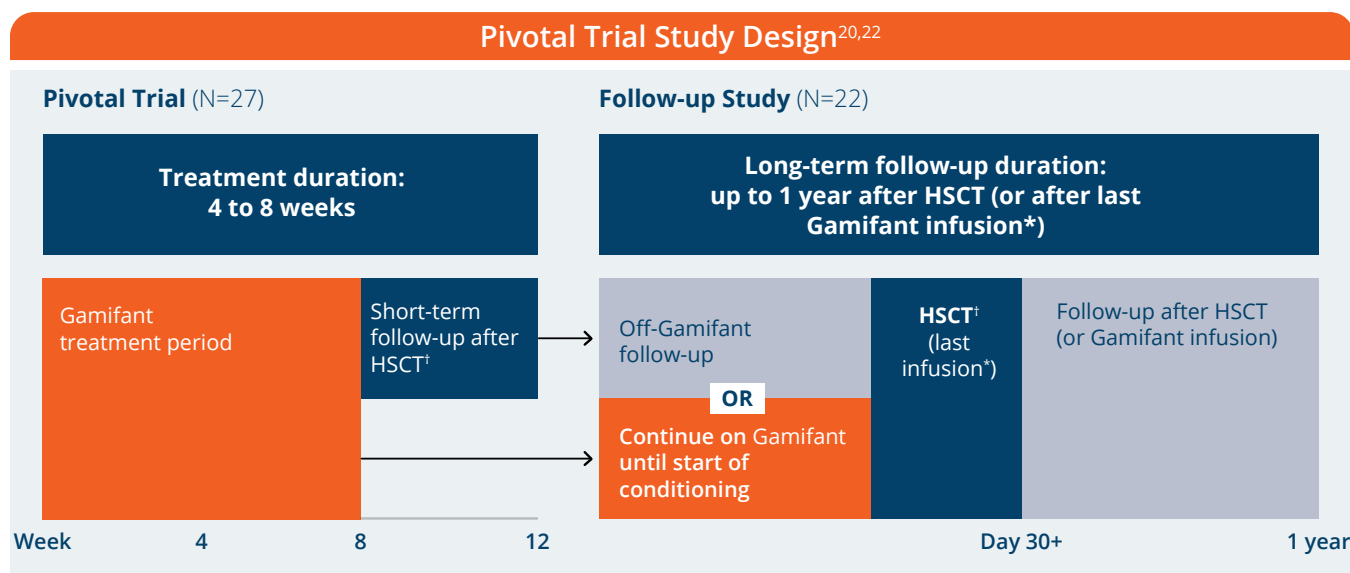 Pivotal Trial Study Design20,22
Pivotal Trial (N=27)
Treatment duration:
4 to 8 weeks
Gamifant
treatment period
Short-term
follow-up after
HSCT†
Follow-up Study (N=22)
Long-term follow-up duration:
up to 1 year after HSCT (or after last
Gamifant infusion*)
Off-Gamifant
follow-up
OR
Continue on Gamifant
until start of
conditioning
HSCT†
(last
infusion*)
Follow-up after HSCT
(or Gamifant infusion)
Week 4 8 12 Day 30+ 1 year